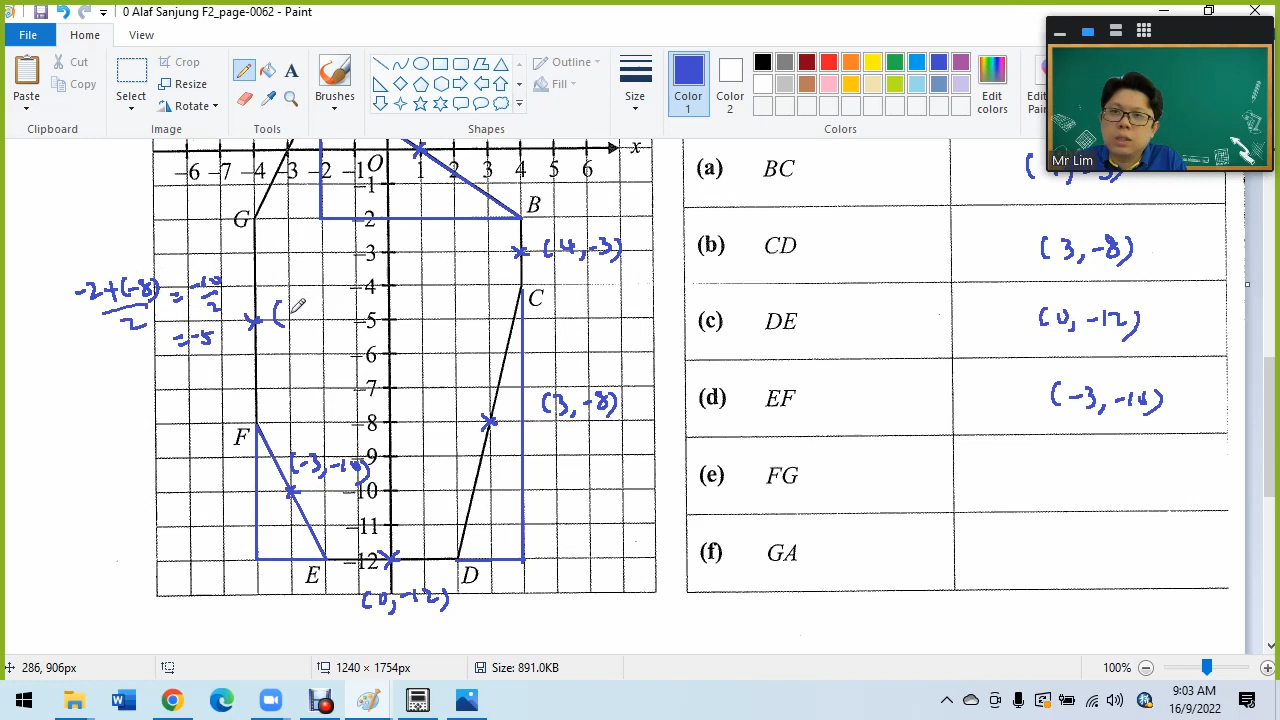 0 Alaf Sanjung F2_page-0062 - Paint
File Home View
Paste Cut Copy Clipboard
Select Crop Resize Rotate Image
Tools
Brushes
Shapes Outline Fill
Size
Color 1 Color 2 Edit colors Colors
Mr Lim
O x
–6 –7 –4 –3 –1 1 2 3 4 5 6
–1
G –2 B
–3 (4, -3)
–4 C
–5
–6
–7
F –8 (3, -8)
–9 (-3, -10)
–10
–11
E –12 D
(0, -12)
-2+(-8) = -10
2 2
= -5
(
(a) BC
(b) CD (3, -8)
(c) DE (0, -12)
(d) EF (-3, -10)
(e) FG
(f) GA
286, 906px 1240 × 1754px Size: 891.0KB 100%
9:03 AM
16/9/2022